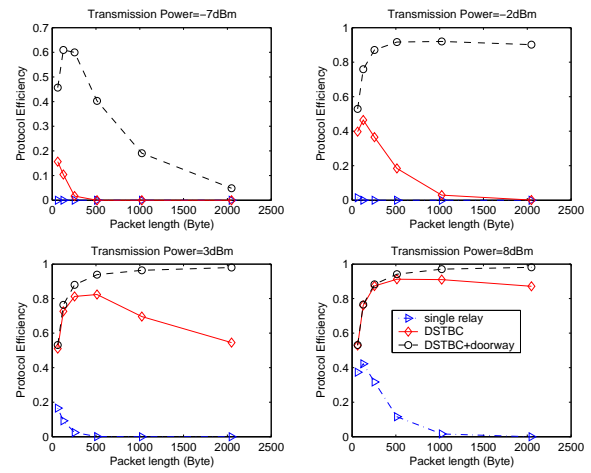 Transmission Power=−7dBm
Protocol Efficiency
0.7
0.6
0.5
0.4
0.3
0.2
0.1
0
0 500 1000 1500 2000 2500
Packet length (Byte)
Transmission Power=−2dBm
Protocol Efficiency
1
0.8
0.6
0.4
0.2
0
0 500 1000 1500 2000 2500
Packet length (Byte)
Transmission Power=3dBm
Protocol Efficiency
1
0.8
0.6
0.4
0.2
0
0 500 1000 1500 2000 2500
Packet length (Byte)
Transmission Power=8dBm
Protocol Efficiency
1
0.8
0.6
0.4
0.2
0
single relay
DSTBC
DSTBC+doorway
0 500 1000 1500 2000 2500
Packet length (Byte)